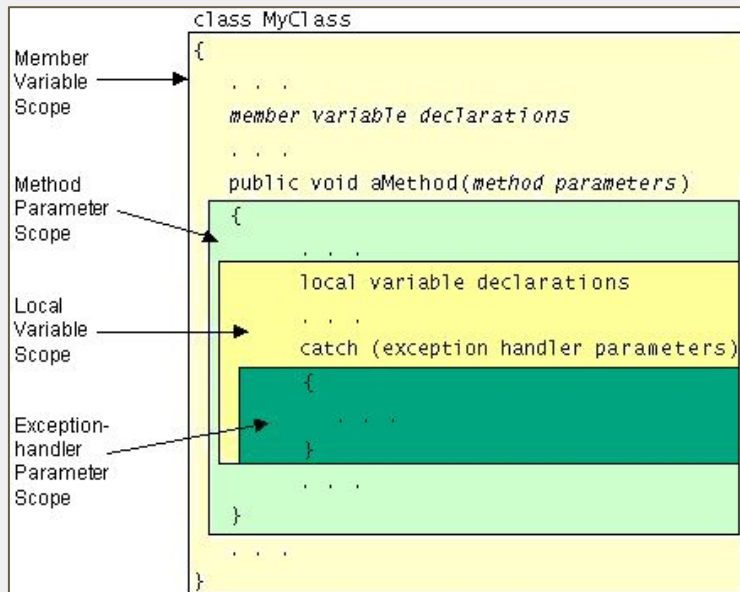 class MyClass
{
. . .
member variable declarations
. . .
public void aMethod(method parameters)
{
. . .
local variable declarations
. . .
catch (exception handler parameters)
{
. . .
}
. . .
}
. . .
}
Member
Variable
Scope
Method
Parameter
Scope
Local
Variable
Scope
Exception-
handler
Parameter
Scope